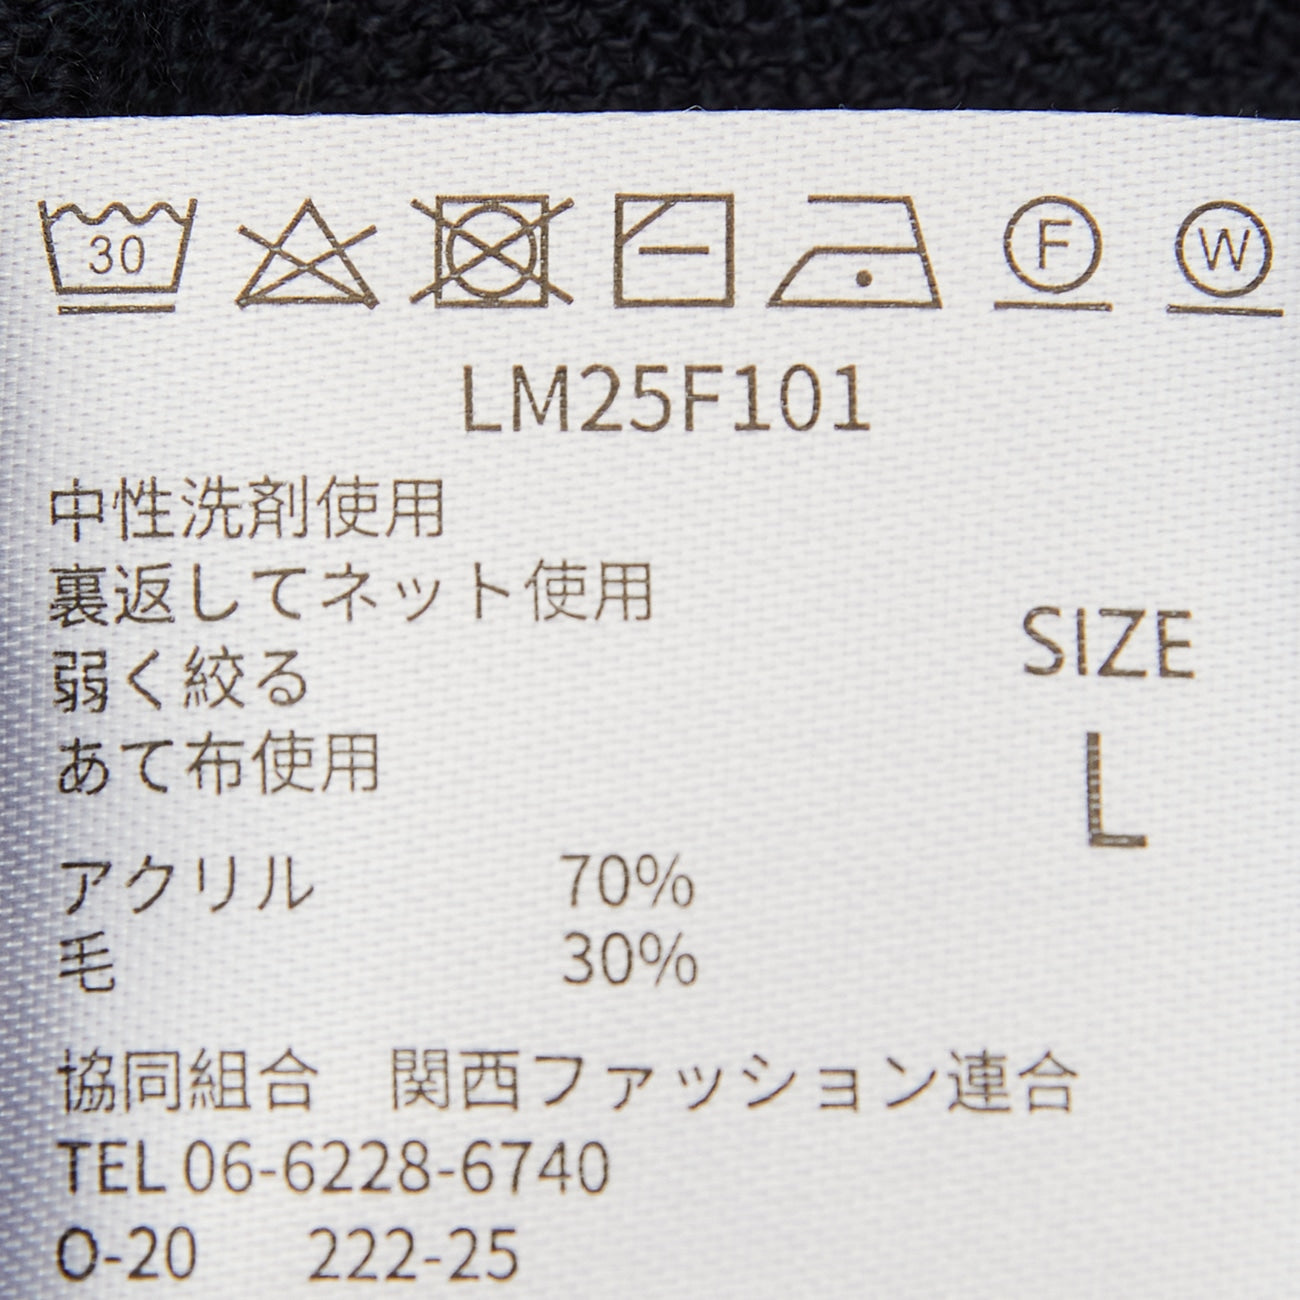 30 F W
LM25F101
中性洗剤使用
裏返してネット使用
弱く絞る
あて布使用
SIZE
L
アクリル 70%
毛 30%
協同組合 関西ファッション連合
TEL 06-6228-6740
O-20 222-25